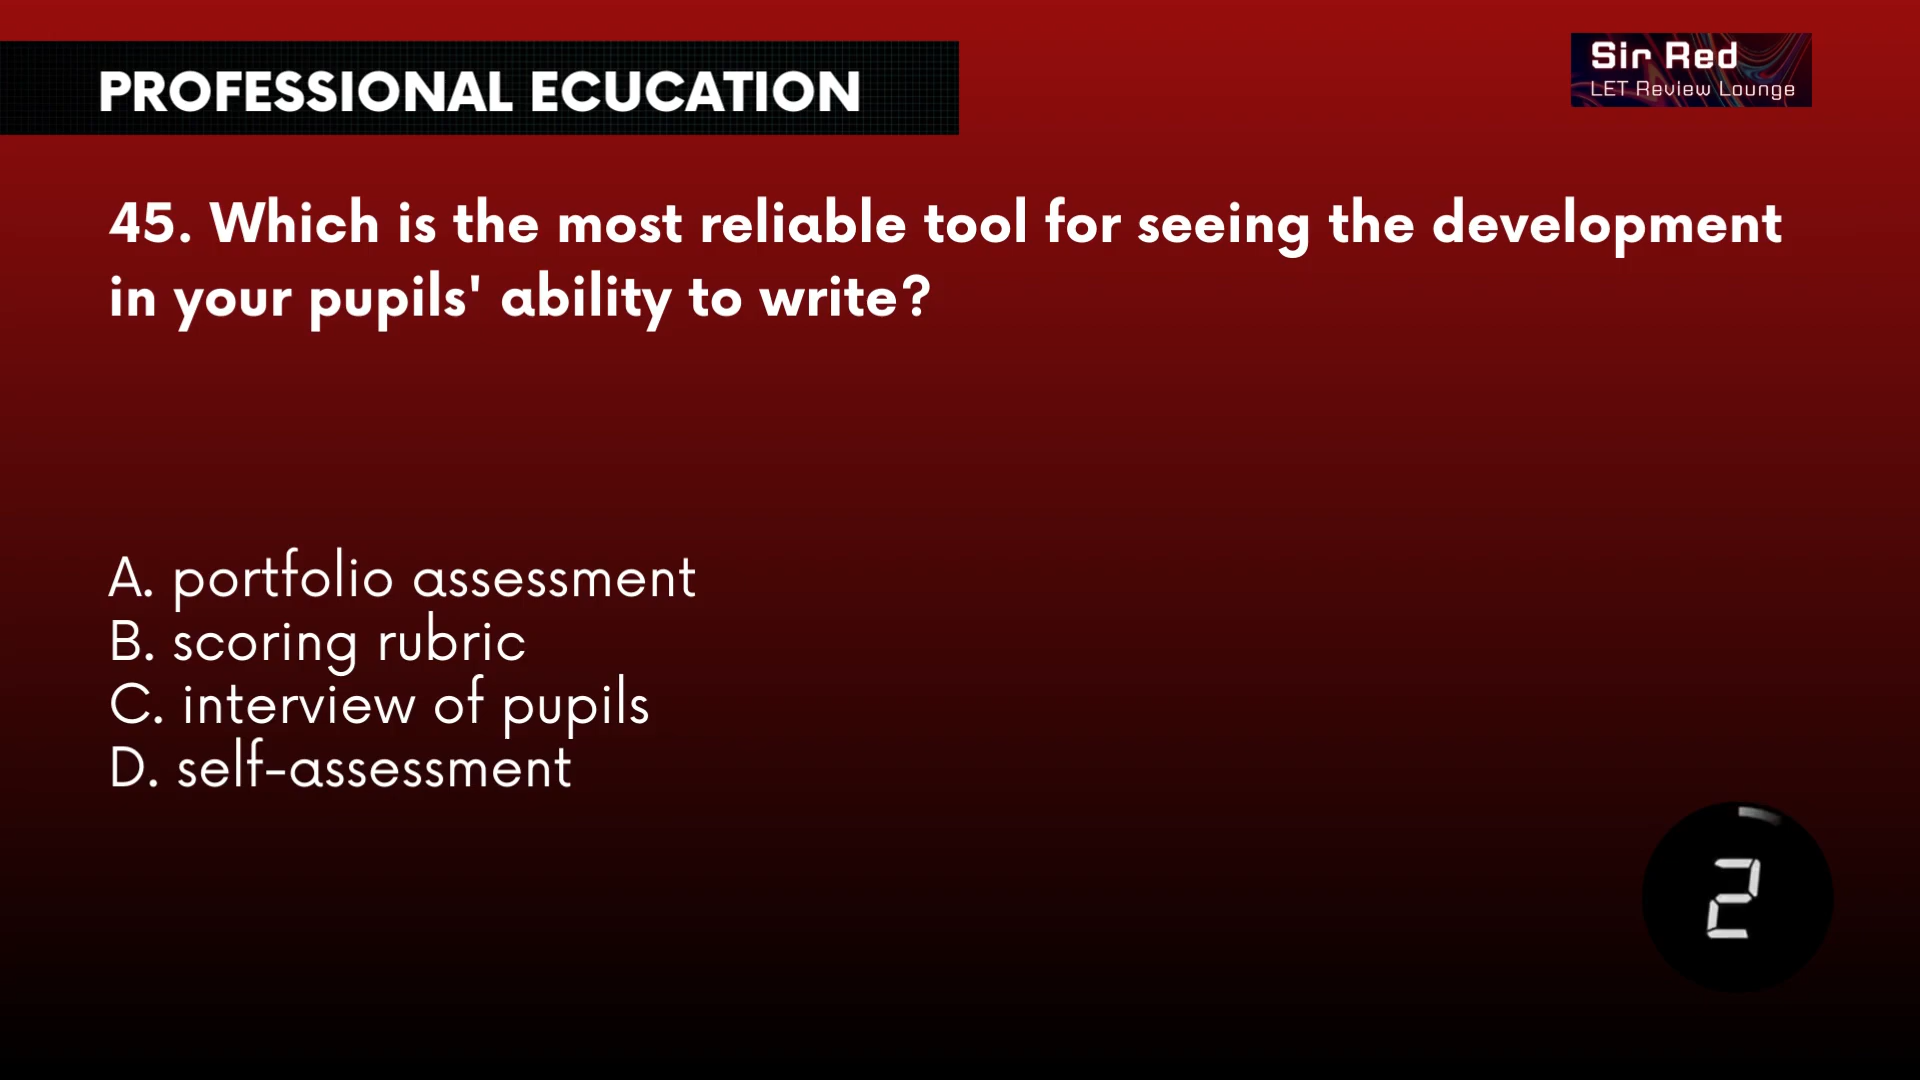 PROFESSIONAL ECUCATION
Sir Red
LET Review Lounge
45. Which is the most reliable tool for seeing the development
in your pupils' ability to write?
A. portfolio assessment
B. scoring rubric
C. interview of pupils
D. self-assessment
2